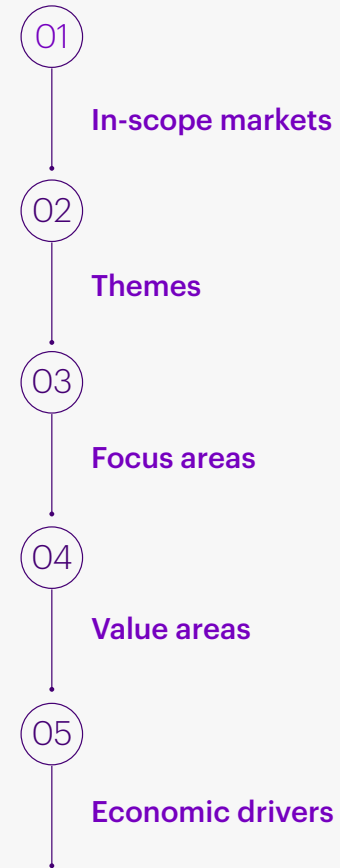 01
In-scope markets
02
Themes
03
Focus areas
04
Value areas
05
Economic drivers